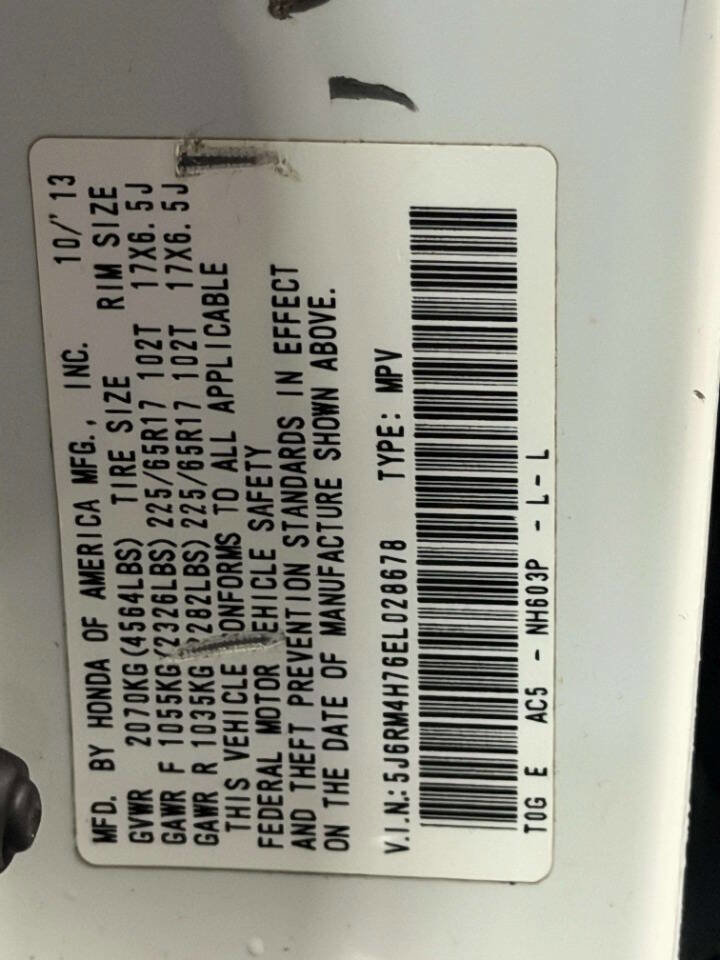 MFD. BY HONDA OF AMERICA MFG., INC. 10/'13
GVWR 2070KG(4564LBS) TIRE SIZE RIM SIZE
GAWR F 1055KG(2326LBS) 225/65R17 102T 17X6.5J
GAWR R 1035KG 2282LBS) 225/65R17 102T 17X6.5J
THIS VEHICLE ONFORMS TO ALL APPLICABLE
FEDERAL MOTOR EHICLE SAFETY
AND THEFT PREVENTION STANDARDS IN EFFECT
ON THE DATE OF MANUFACTURE SHOWN ABOVE.
V.I.N.:5J6RM4H76EL028678 TYPE: MPV
TOG E AC5 - NH603P - L - L